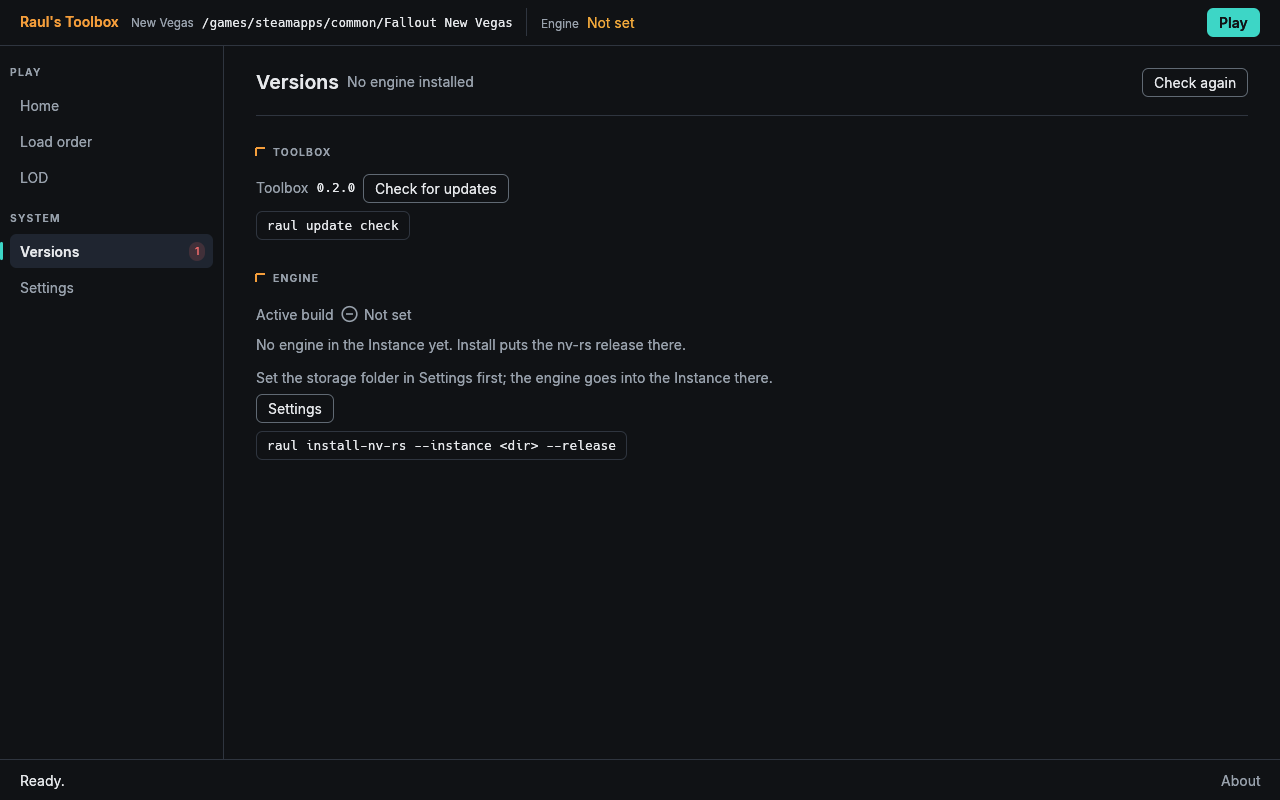 Raul's Toolbox New Vegas /games/steamapps/common/Fallout New Vegas Engine Not set Play
PLAY
Home
Load order
LOD
SYSTEM
Versions 1
Settings
Versions No engine installed Check again
TOOLBOX
Toolbox 0.2.0 Check for updates
raul update check
ENGINE
Active build Not set
No engine in the Instance yet. Install puts the nv-rs release there.
Set the storage folder in Settings first; the engine goes into the Instance there.
Settings
raul install-nv-rs --instance <dir> --release
Ready. About